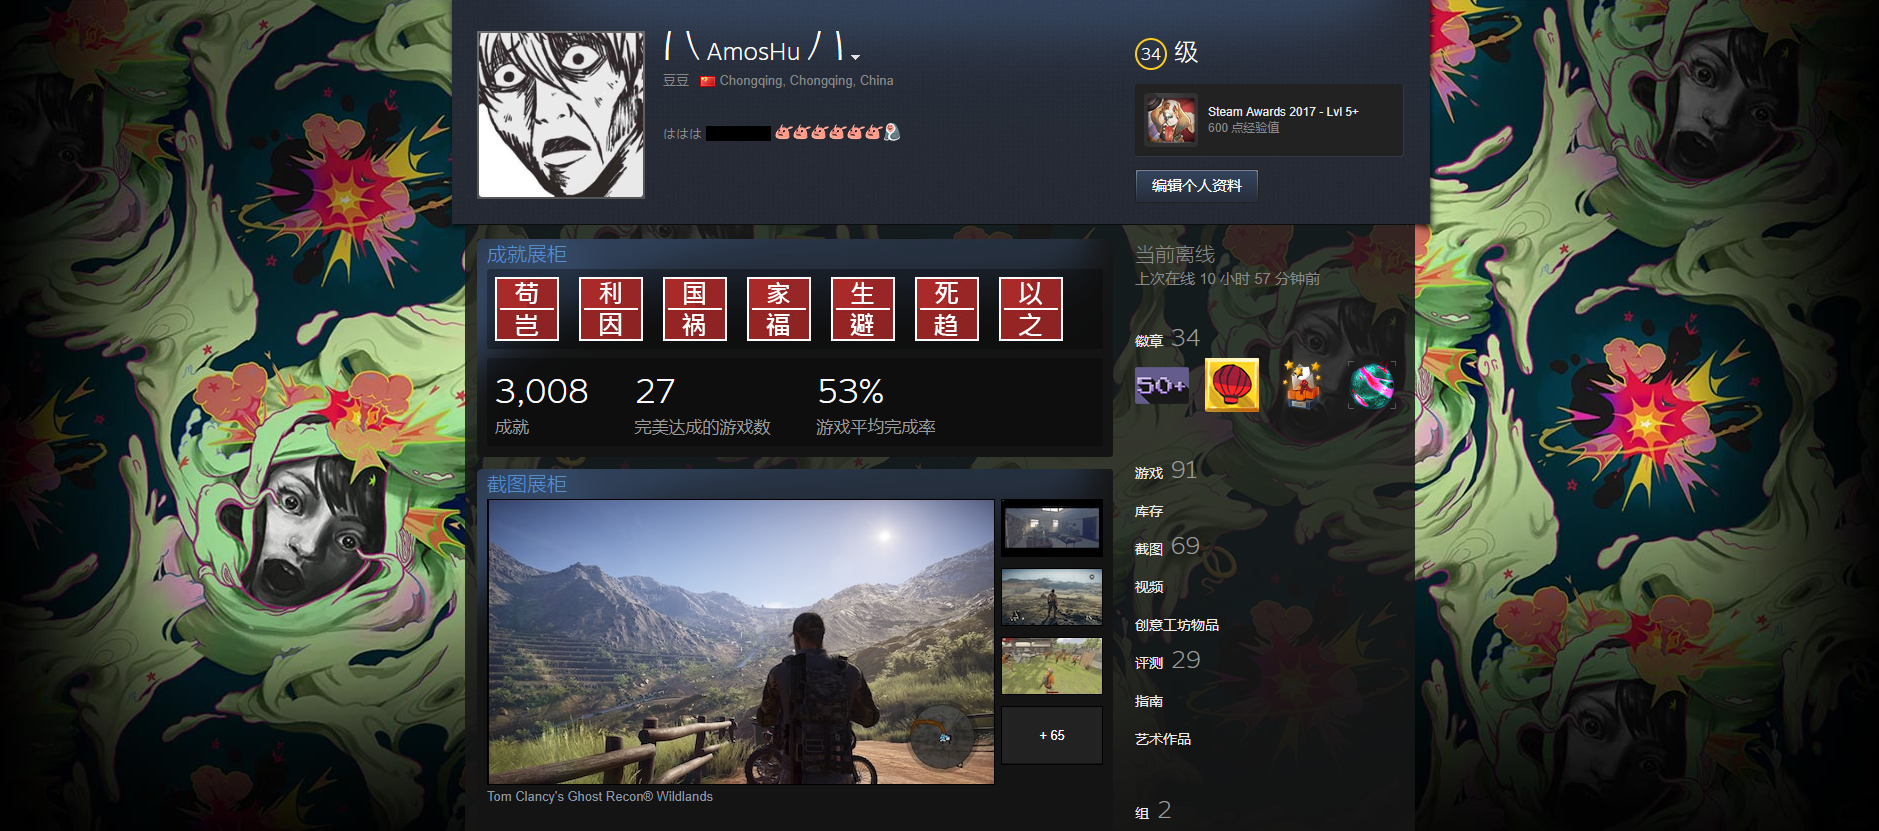 / \ AmosHu / \
豆豆 Chongqing, Chongqing, China
ははは
34 级
Steam Awards 2017 - Lvl 5+
600 点经验值
编辑个人资料
成就展柜
苟 利 国 家 生 死 以
岂 因 祸 福 避 趋 之
3,008 27 53%
成就 完美达成的游戏数 游戏平均完成率
截图展柜
+ 65
Tom Clancy's Ghost Recon® Wildlands
当前离线
上次在线 10 小时 57 分钟前
徽章 34
50+
游戏 91
库存
截图 69
视频
创意工坊物品
评测 29
指南
艺术作品
组 2